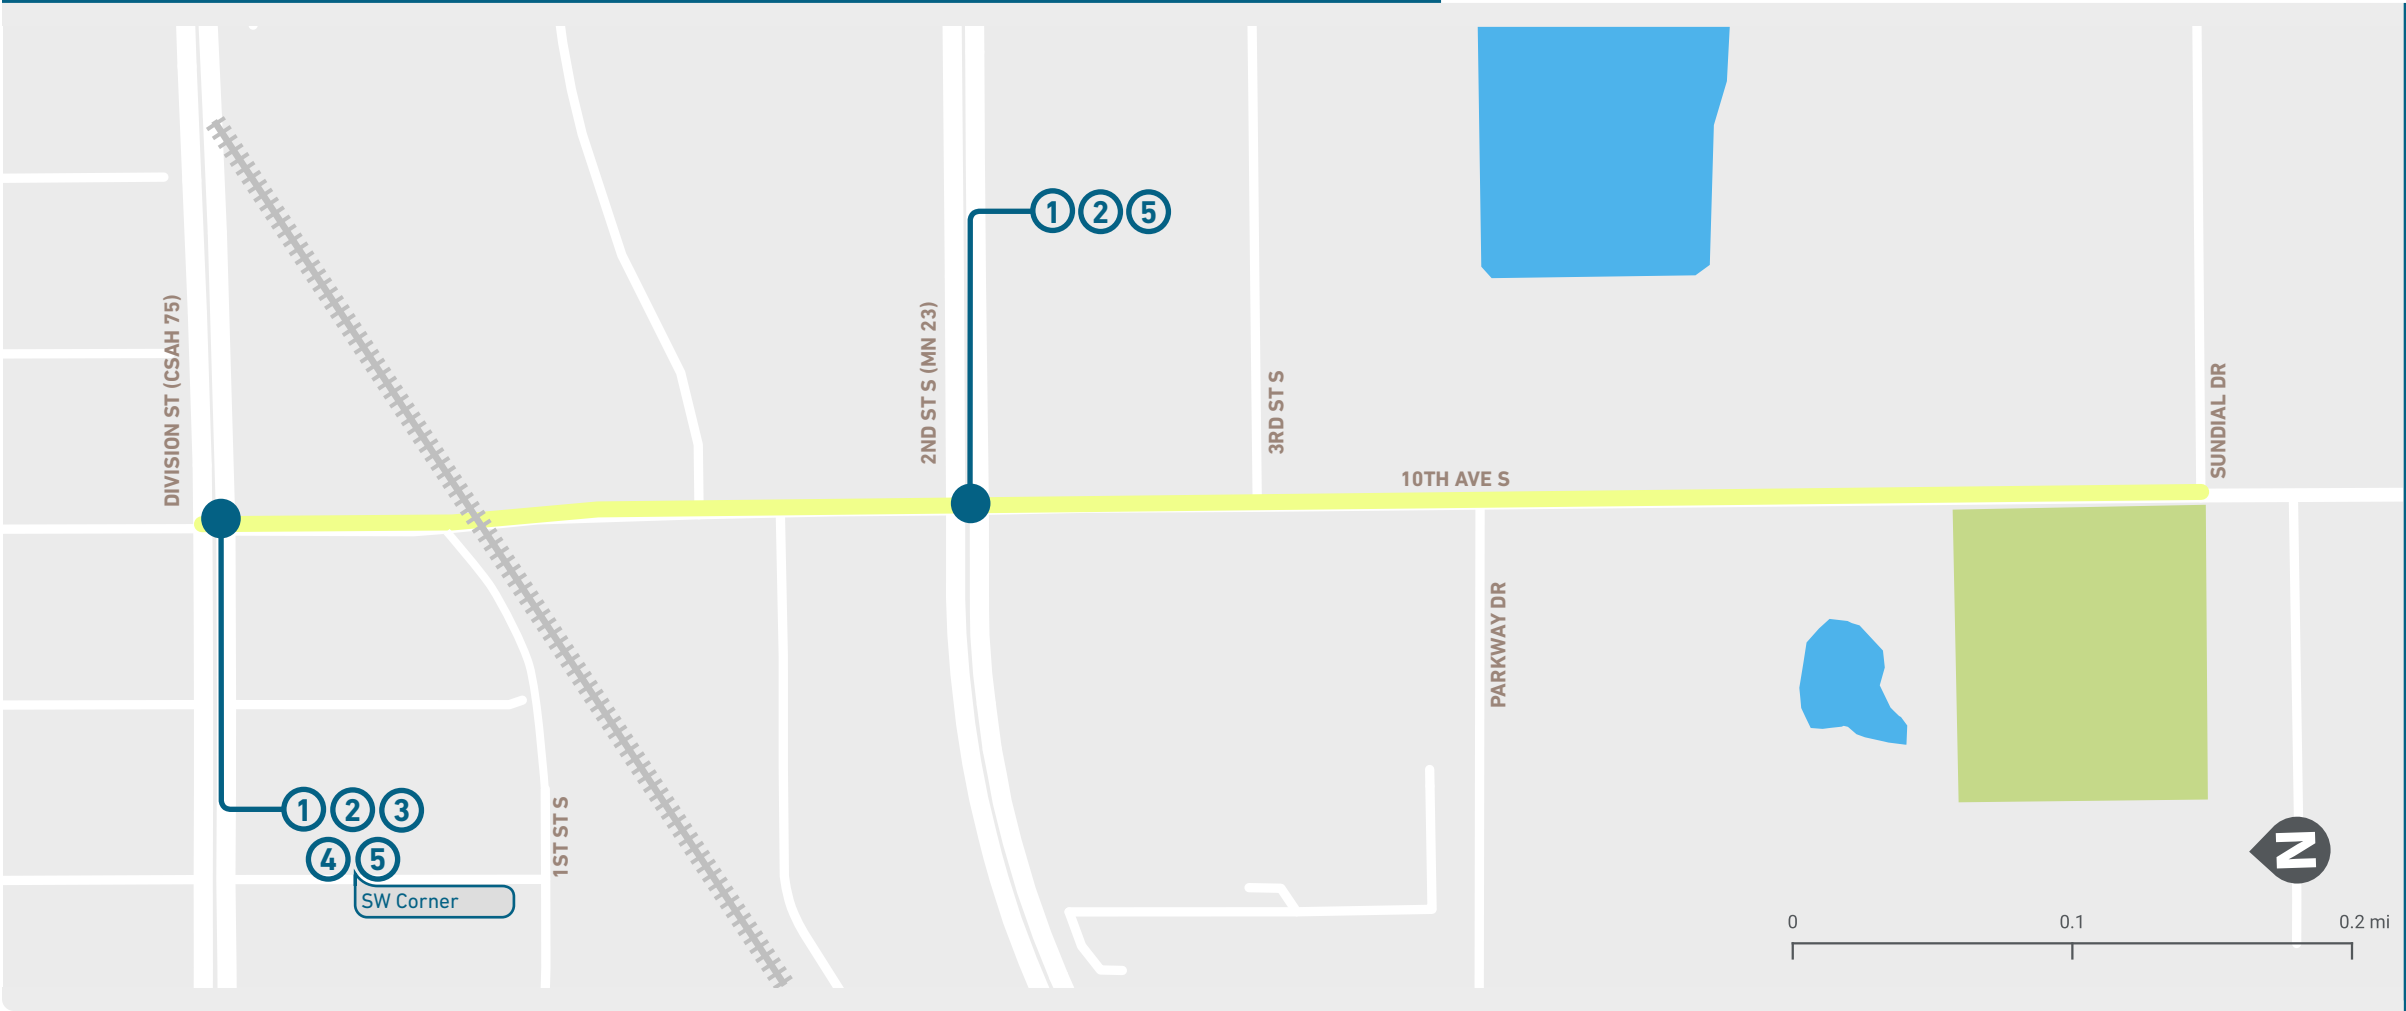 1 2 5
DIVISION ST (CSAH 75)
2ND ST S (MN 23)
3RD ST S
SUNDIAL DR
10TH AVE S
PARKWAY DR
1 2 3
4 5
SW Corner
1ST ST S
N
0 0.1 0.2 mi